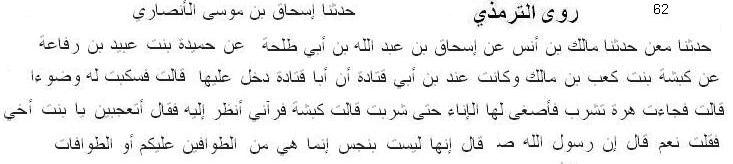 62 روى الترمذي حدثنا إسحاق بن موسى الأنصاري
حدثنا معن حدثنا مالك بن أنس عن إسحاق بن عبد الله بن أبي طلحة عن حميدة بنت عبيد بن رفاعة
عن كبشة بنت كعب بن مالك وكانت عند بن أبي قتادة أن أبا قتادة دخل عليها قالت فسكبت له وضوءا
قالت فجاءت هرة تشرب فأصغى لها الإناء حتى شربت قالت كبشة فرآني أنظر إليه فقال أتعجبين يا بنت أخي
فقلت نعم قال إن رسول الله ص قال إنها ليست بنجس إنما هي من الطوافين عليكم أو الطوافات